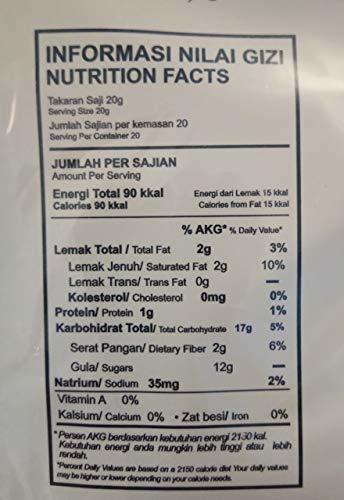 INFORMASI NILAI GIZI
NUTRITION FACTS
Takaran Saji 20g
Serving Size 20g
Jumlah Sajian per kemasan 20
Serving Per Container 20
JUMLAH PER SAJIAN
Amount Per Serving
Energi Total 90 kkal Energi dari Lemak 15 kkal
Calories 90 kkal Calories from Fat 15 kkal
% AKG* % Daily Value*
Lemak Total / Total Fat 2g 3%
Lemak Jenuh/ Saturated Fat 2g 10%
Lemak Trans/ Trans Fat 0g —
Kolesterol/ Cholesterol 0mg 0%
Protein/ Protein 1g 1%
Karbohidrat Total/ Total Carbohydrate 17g 5%
Serat Pangan/ Dietary Fiber 2g 6%
Gula/ Sugars 12g —
Natrium/ Sodium 35mg 2%
Vitamin A 0%
Kalsium/ Calcium 0% • Zat besi/ Iron 0%
*Persen AKG berdasarkan kebutuhan energi 2150 kal.
Kebutuhan energi anda mungkin lebih tinggi atau lebih
rendah.
*Percent Daily Values are based on a 2150 calorie diet Your daily values
may be higher or lower depending on your calorie needs.